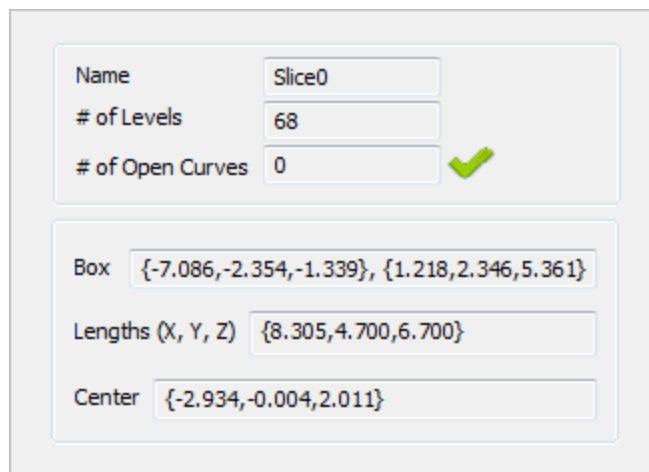 Name Slice0
# of Levels 68
# of Open Curves 0
Box {-7.086,-2.354,-1.339}, {1.218,2.346,5.361}
Lengths (X, Y, Z) {8.305,4.700,6.700}
Center {-2.934,-0.004,2.011}